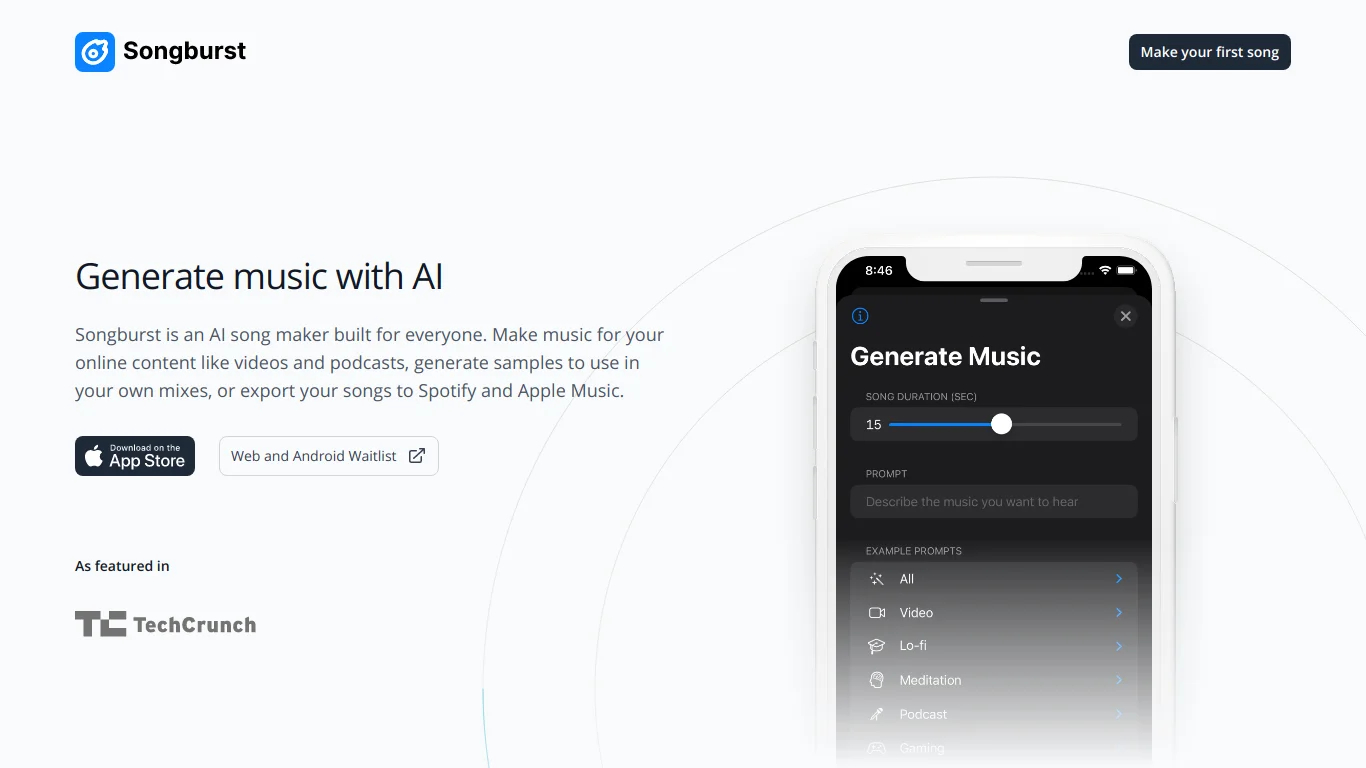 Songburst
Make your first song
Generate music with AI
Songburst is an AI song maker built for everyone. Make music for your
online content like videos and podcasts, generate samples to use in
your own mixes, or export your songs to Spotify and Apple Music.
Download on the
App Store
Web and Android Waitlist
As featured in
TC TechCrunch
8:46
Generate Music
SONG DURATION (SEC)
15
PROMPT
Describe the music you want to hear
EXAMPLE PROMPTS
All
Video
Lo-fi
Meditation
Podcast
Gaming